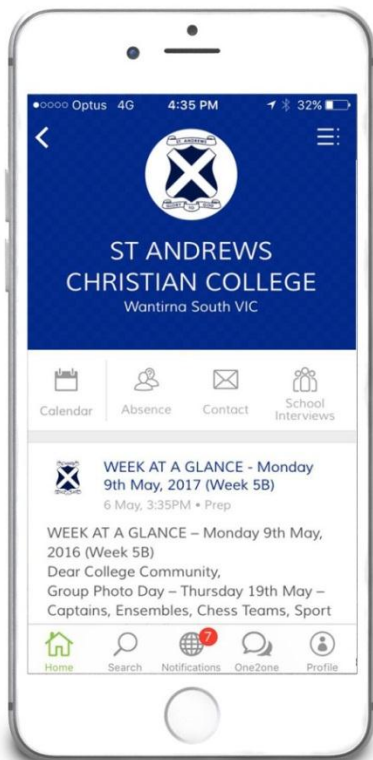 Optus 4G 4:35 PM 32%
ST ANDREWS
ST ANDREWS
CHRISTIAN COLLEGE
Wantirna South VIC
Calendar
Absence
Contact
School
Interviews
WEEK AT A GLANCE - Monday
9th May, 2017 (Week 5B)
6 May, 3:35PM • Prep
WEEK AT A GLANCE – Monday 9th May,
2016 (Week 5B)
Dear College Community,
Group Photo Day – Thursday 19th May –
Captains, Ensembles, Chess Teams, Sport
7
Home Search Notifications One2one Profile